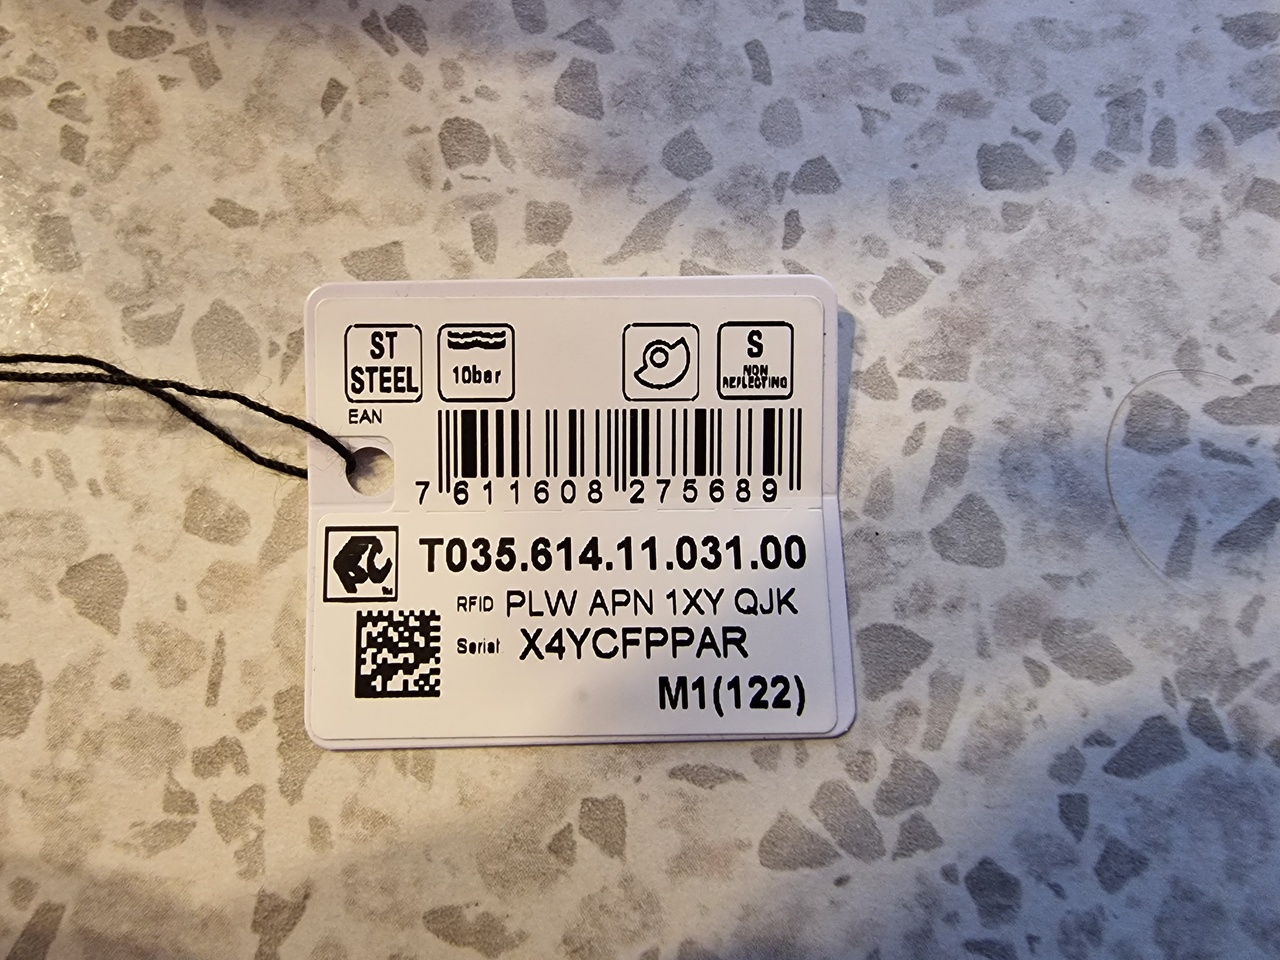 ST
STEEL
10bar
S
NON
REFLECTING
EAN
7 611608 275689
T035.614.11.031.00
RFID PLW APN 1XY QJK
Serial X4YCFPPAR
M1(122)